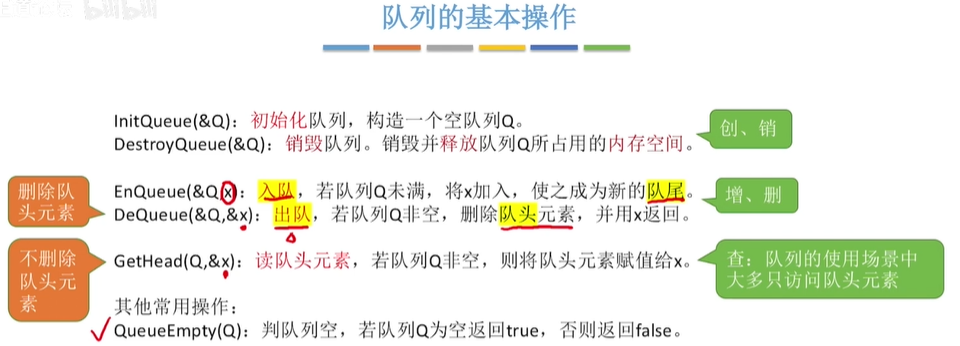 bilibili
队列的基本操作
InitQueue(&Q)：初始化队列，构造一个空队列Q。
DestroyQueue(&Q)：销毁队列。销毁并释放队列Q所占用的内存空间。
创、销
删除队
头元素
EnQueue(&Q,x)：入队，若队列Q未满，将x加入，使之成为新的队尾。
DeQueue(&Q,&x)：出队，若队列Q非空，删除队头元素，并用x返回。
增、删
不删除
队头元
素
GetHead(Q,&x)：读队头元素，若队列Q非空，则将队头元素赋值给x。
查：队列的使用场景中
大多只访问队头元素
其他常用操作：
QueueEmpty(Q)：判队列空，若队列Q为空返回true，否则返回false。